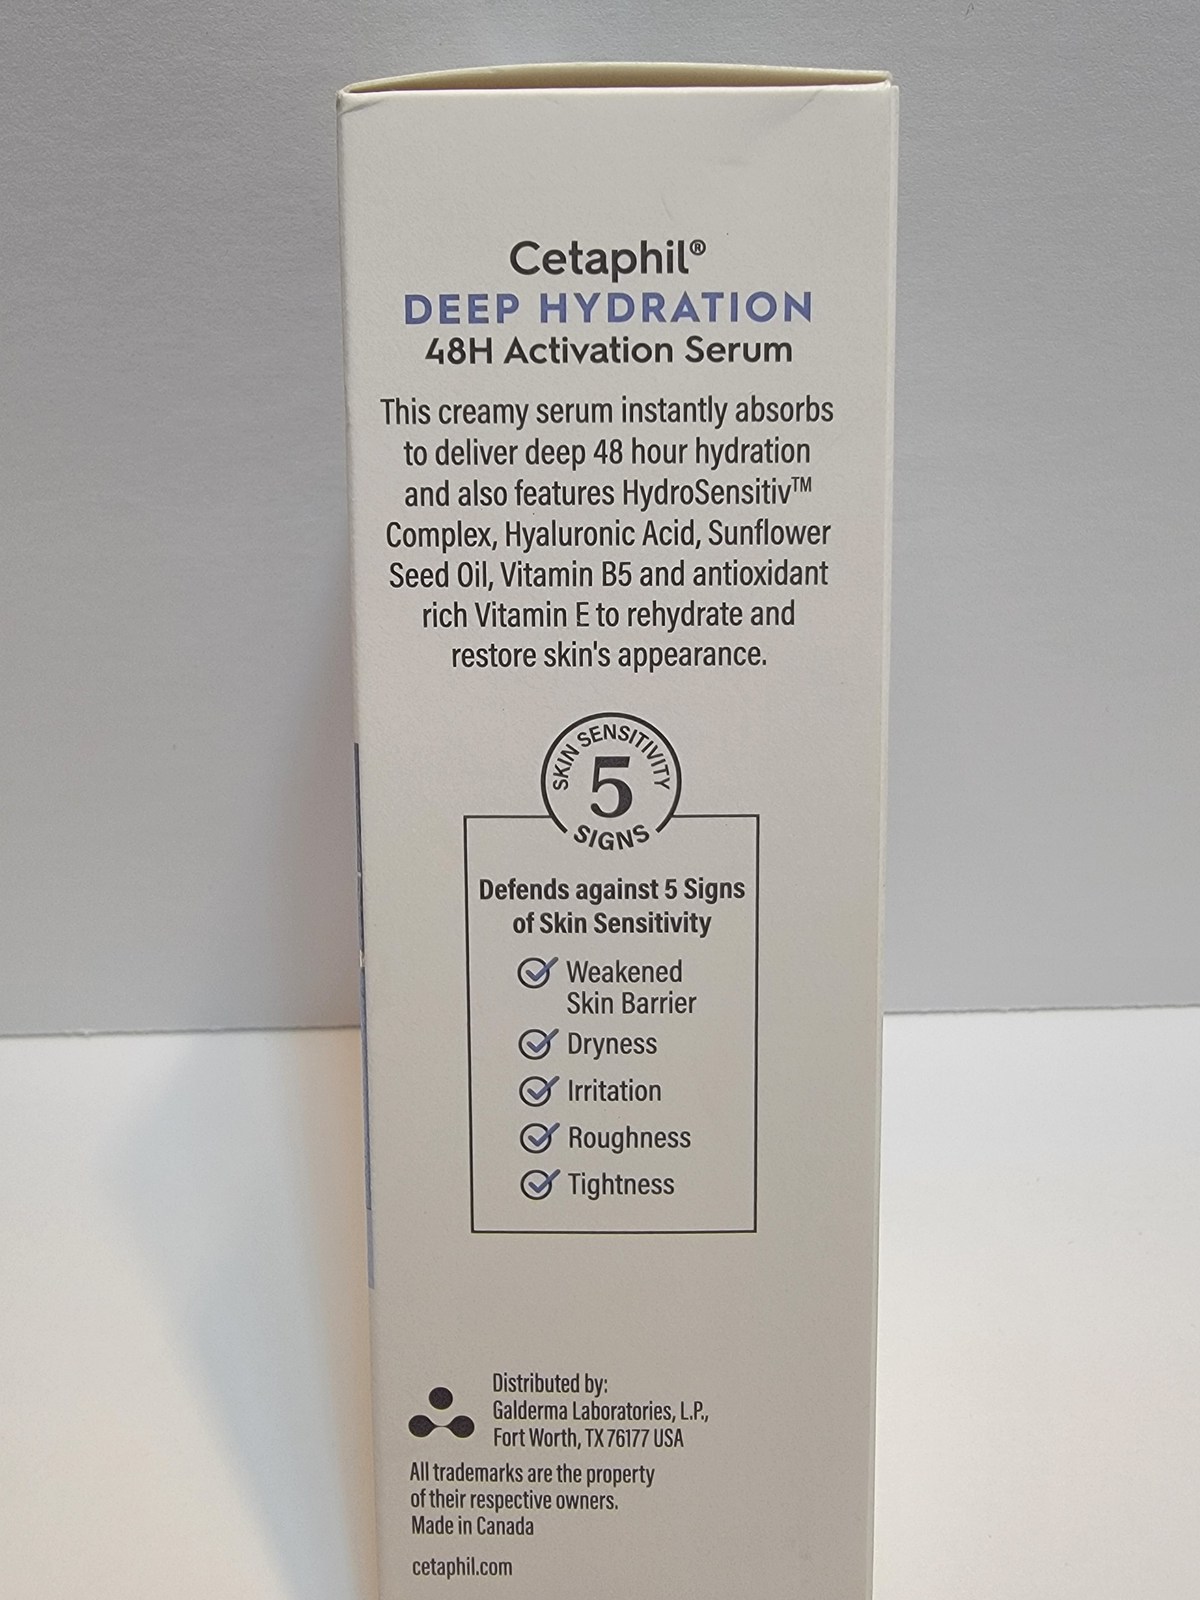 Cetaphil®
DEEP HYDRATION
48H Activation Serum
This creamy serum instantly absorbs
to deliver deep 48 hour hydration
and also features HydroSensitiv™
Complex, Hyaluronic Acid, Sunflower
Seed Oil, Vitamin B5 and antioxidant
rich Vitamin E to rehydrate and
restore skin's appearance.
SKIN SENSITIVITY
5
SIGNS
Defends against 5 Signs
of Skin Sensitivity
Weakened
Skin Barrier
Dryness
Irritation
Roughness
Tightness
Distributed by:
Galderma Laboratories, L.P.,
Fort Worth, TX 76177 USA
All trademarks are the property
of their respective owners.
Made in Canada
cetaphil.com